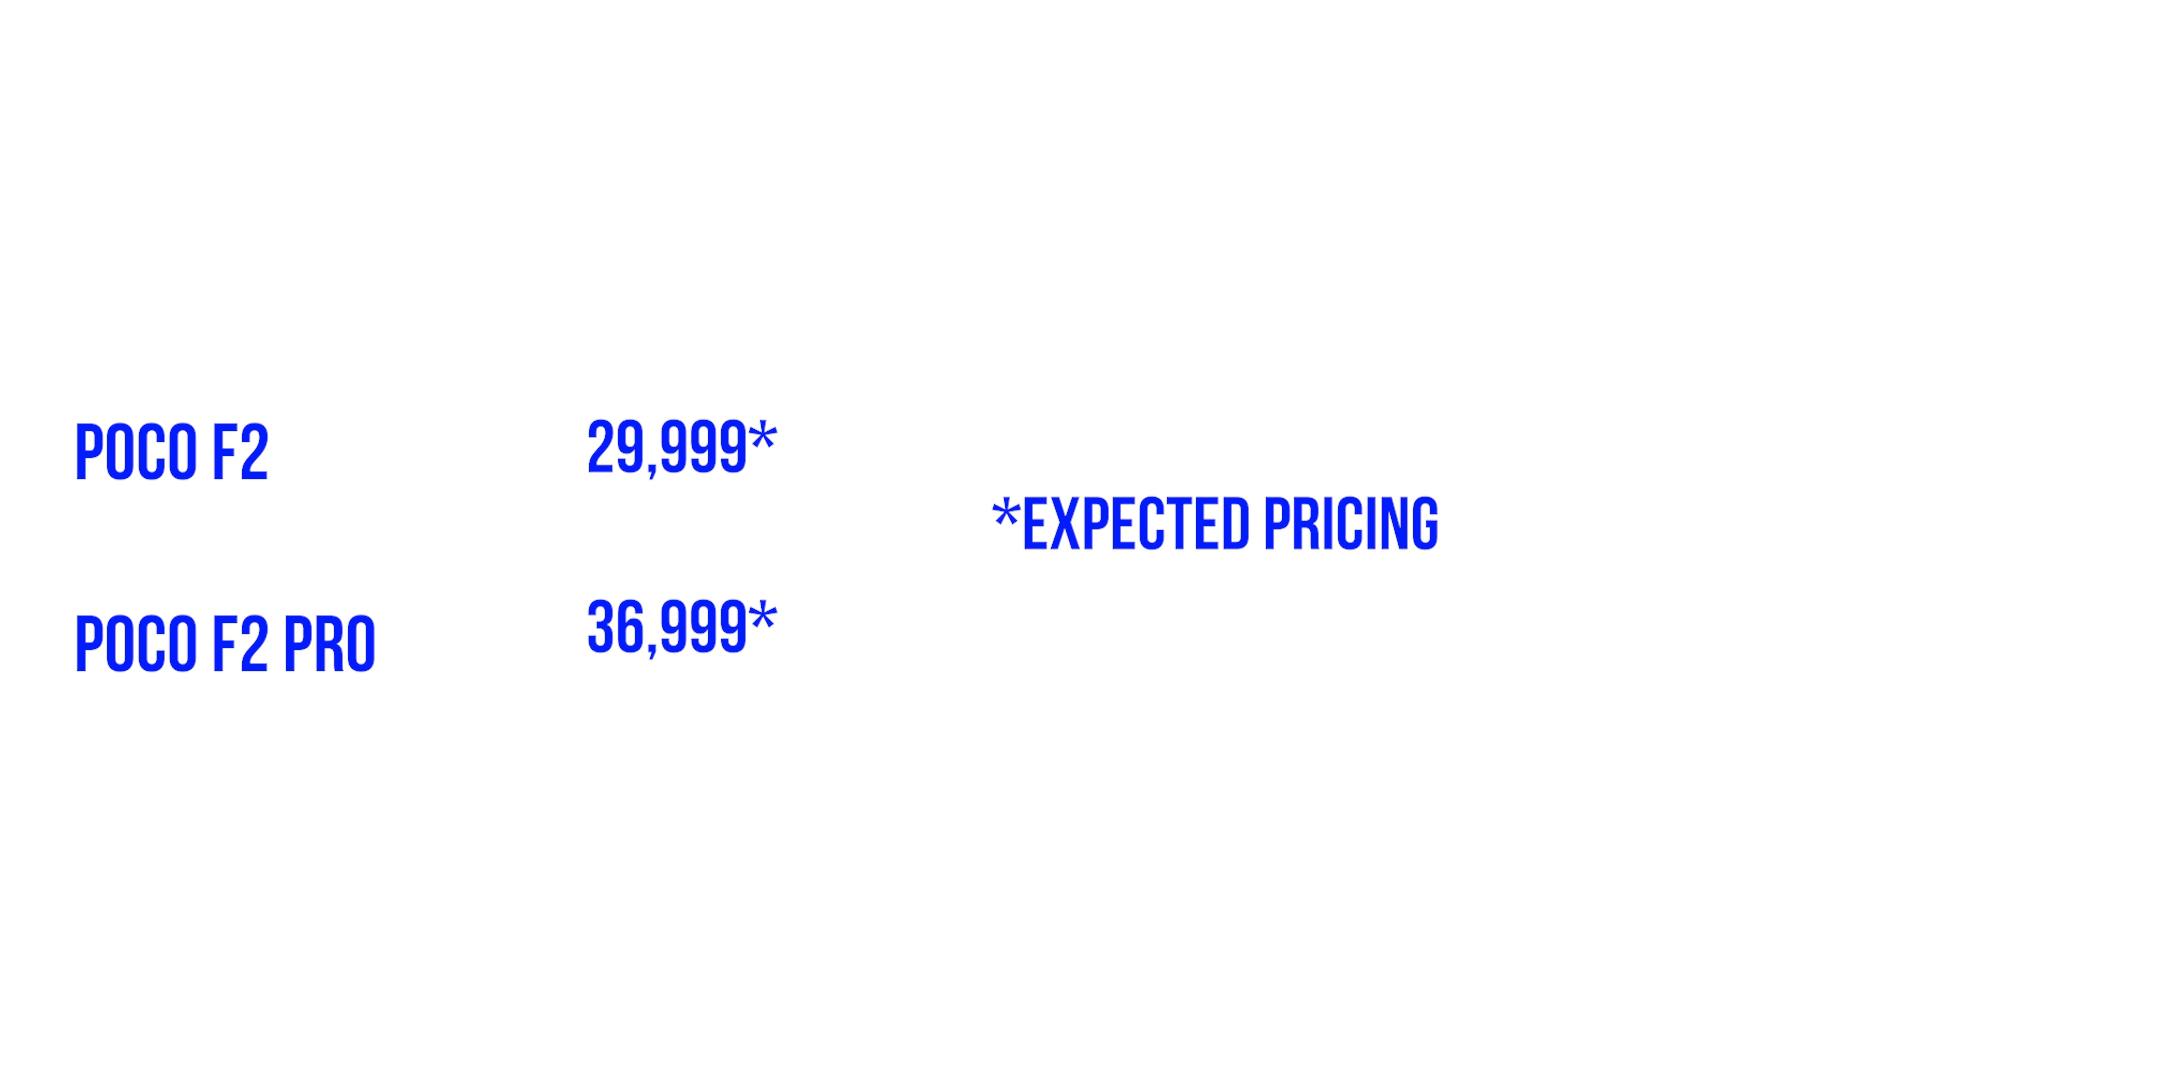 POCO F2
29,999*
*EXPECTED PRICING
POCO F2 PRO
36,999*